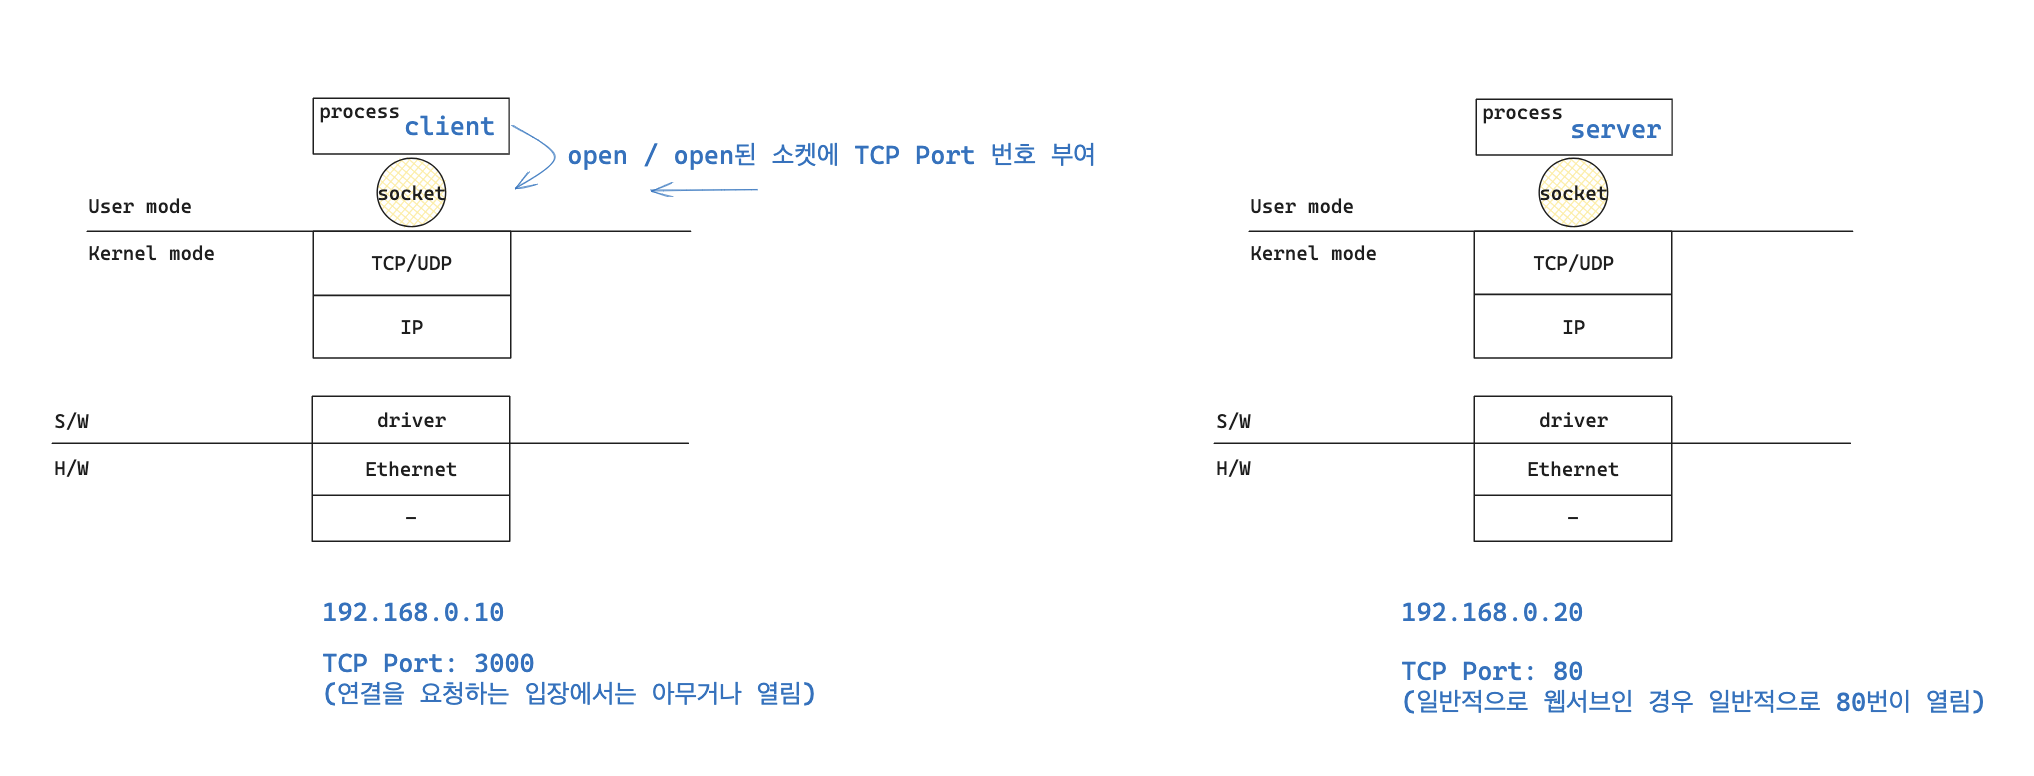 process
client
open / open된 소켓에 TCP Port 번호 부여
socket
User mode
Kernel mode
TCP/UDP
IP
S/W
driver
H/W
Ethernet
–
192.168.0.10
TCP Port: 3000
(연결을 요청하는 입장에서는 아무거나 열림)
process
server
socket
User mode
Kernel mode
TCP/UDP
IP
S/W
driver
H/W
Ethernet
–
192.168.0.20
TCP Port: 80
(일반적으로 웹서브인 경우 일반적으로 80번이 열림)